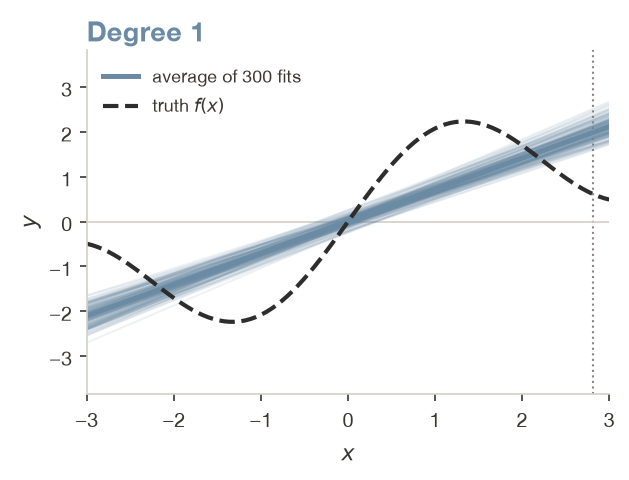 Degree 1
average of 300 fits
truth f(x)
3
2
1
0
−1
−2
−3
y
−3 −2 −1 0 1 2 3
x